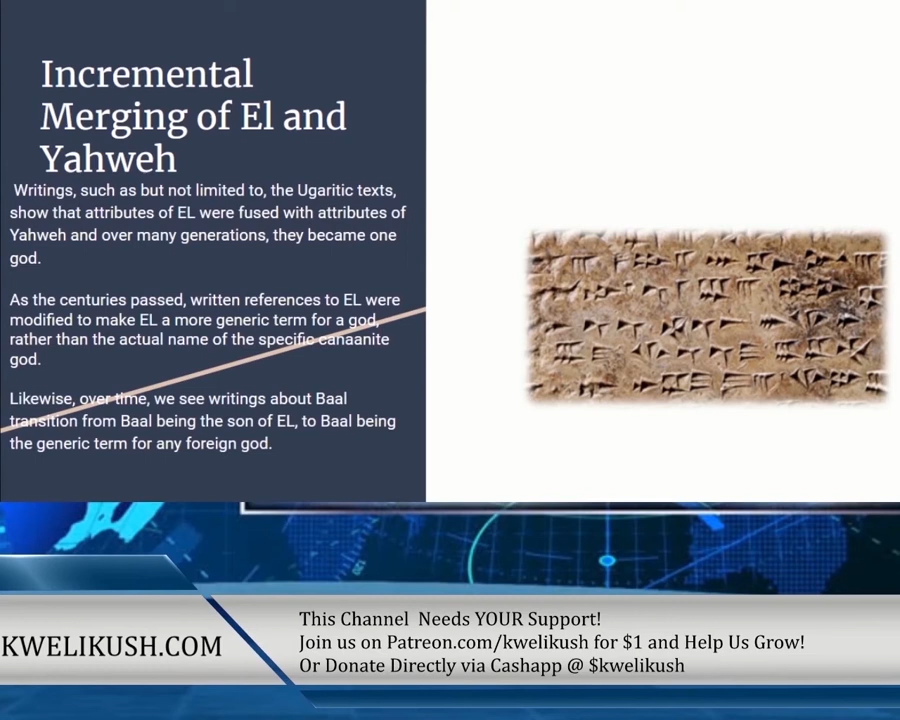 Incremental
Merging of El and
Yahweh
Writings, such as but not limited to, the Ugaritic texts,
show that attributes of EL were fused with attributes of
Yahweh and over many generations, they became one
god.
As the centuries passed, written references to EL were
modified to make EL a more generic term for a god,
rather than the actual name of the specific canaanite
god.
Likewise, over time, we see writings about Baal
transition from Baal being the son of EL, to Baal being
the generic term for any foreign god.
KWELIKUSH.COM
This Channel Needs YOUR Support!
Join us on Patreon.com/kwelikush for $1 and Help Us Grow!
Or Donate Directly via Cashapp @ $kwelikush